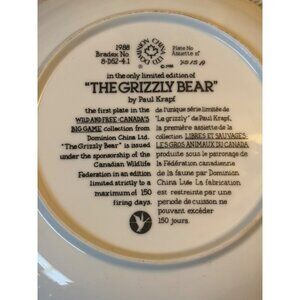 1988
Bradex No.
8-D52-4.1
DOMINION CHINA LTD
© 1988
Plate No
Assiette nº
7015 A
in the only limited edition of
"THE GRIZZLY BEAR"
by Paul Krapf
the first plate in the
WILD AND FREE-CANADA'S
BIG GAME collection from
Dominion China Ltd.
"The Grizzly Bear" is issued
under the sponsorship of the
Canadian Wildlife
Federation in an edition
limited strictly to a
maximum of 150
firing days.
de l'unique série limitée de
"Le grizzly" de Paul Krapf,
la première assiette de la
collection LIBRES ET SAUVAGES:
LES GROS ANIMAUX DU CANADA
produite sous le patronage de
la Fédération canadienne
de la faune par Dominion
China Ltée La fabrication
est restreinte par une
période de cuisson ne
pouvant excéder
150 jours.